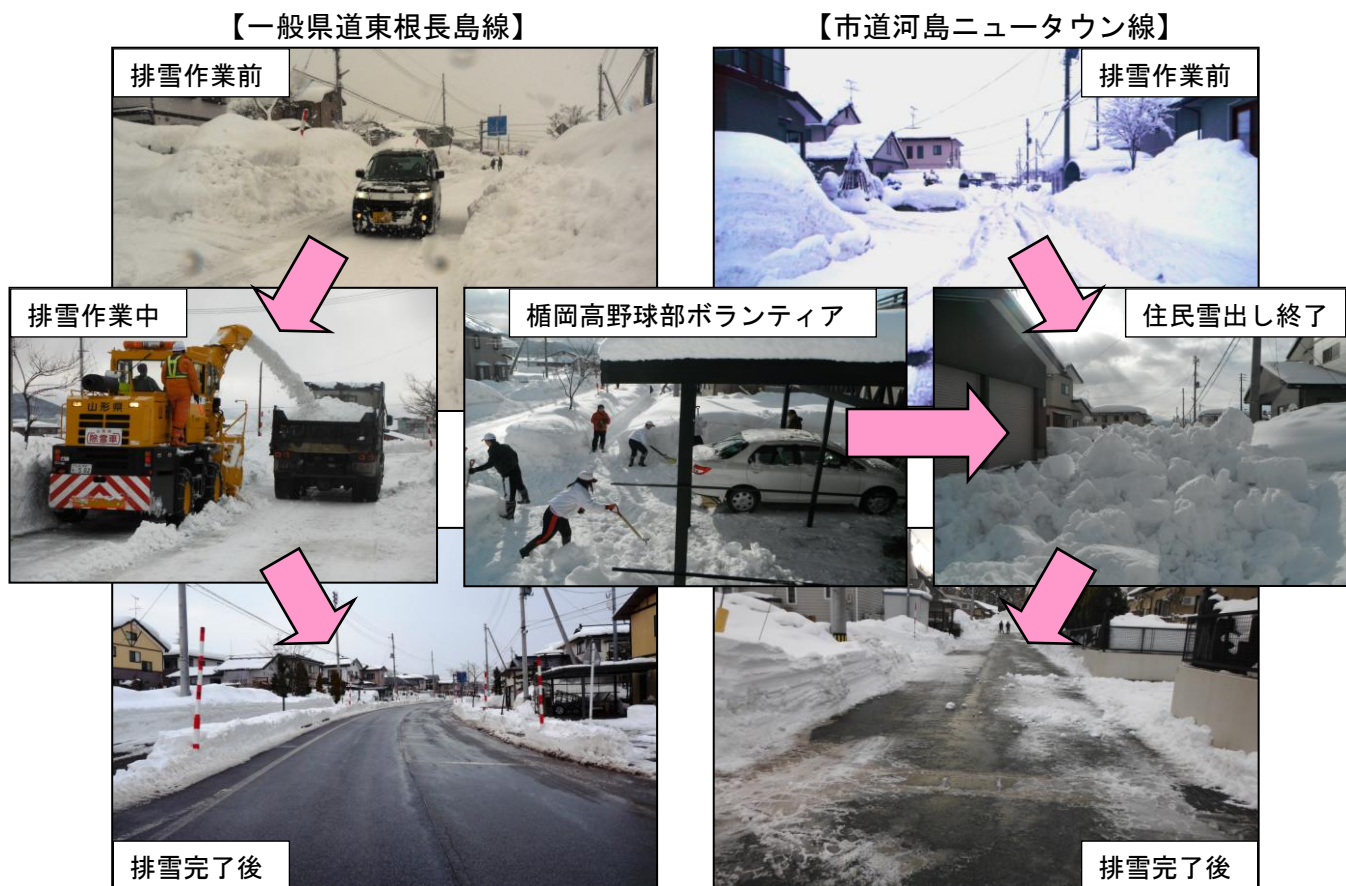 【一般県道東根長島線】
【市道河島ニュータウン線】
排雪作業前
排雪作業前
排雪作業中
楯岡高野球部ボランティア
住民雪出し終了
山形県
除雪車
排雪完了後
排雪完了後